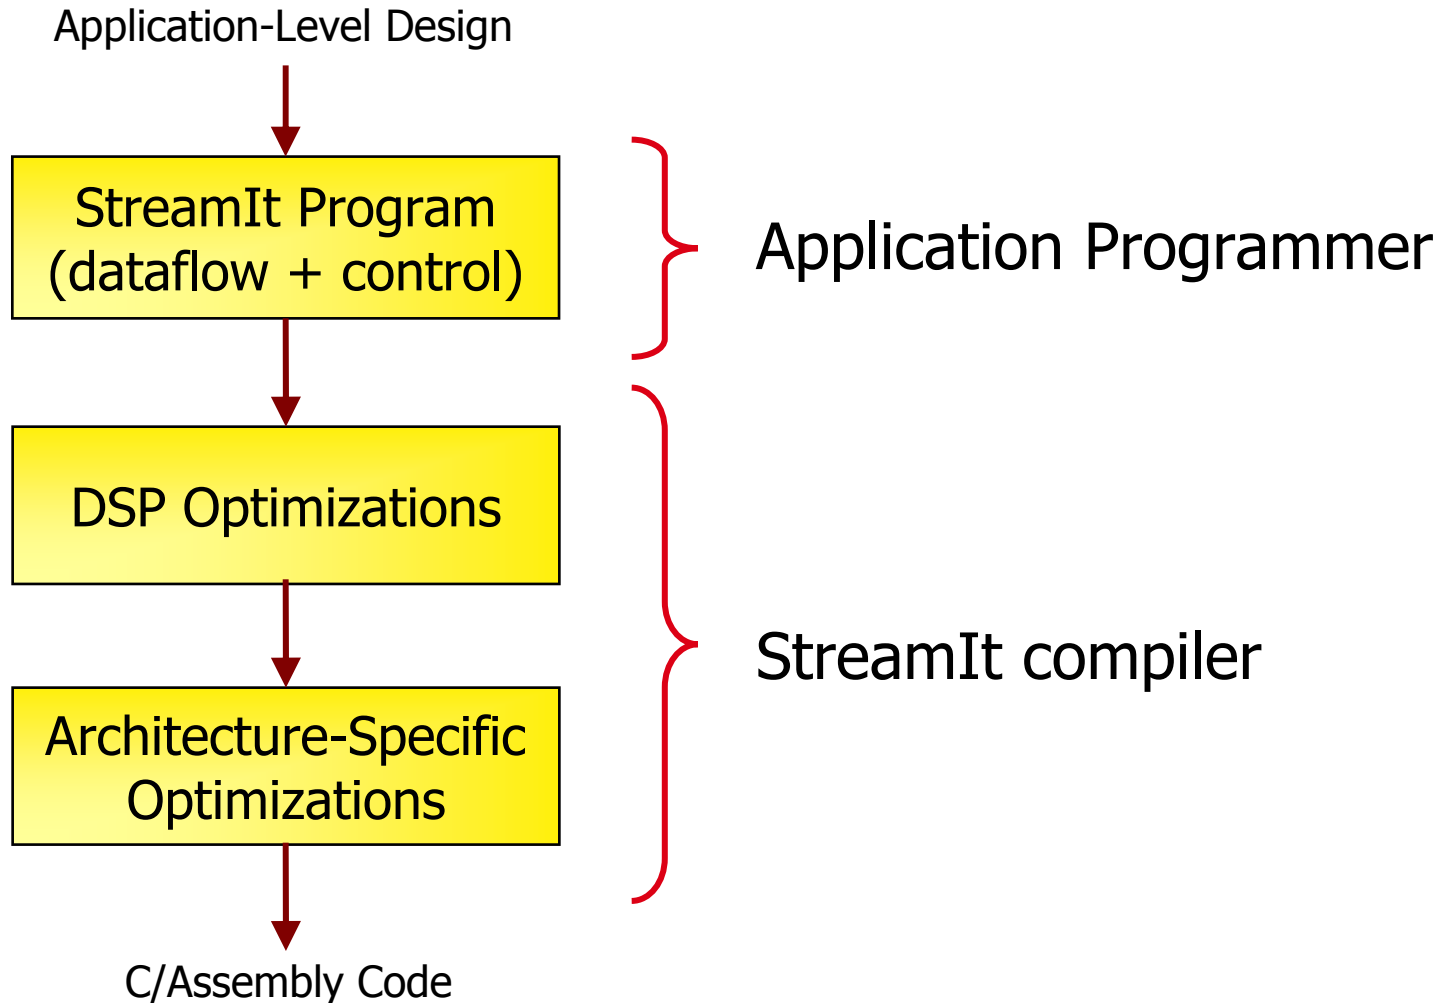 Application-Level Design
StreamIt Program
(dataflow + control)
Application Programmer
DSP Optimizations
StreamIt compiler
Architecture-Specific
Optimizations
C/Assembly Code